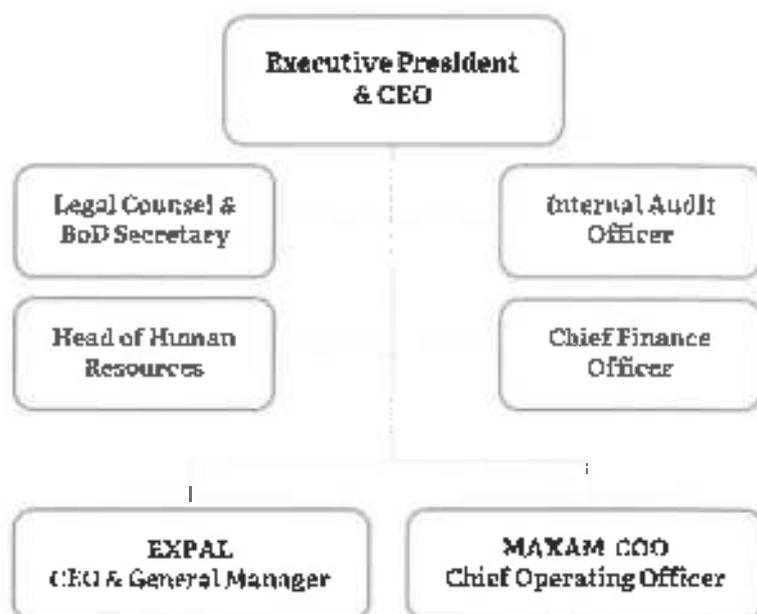 Executive President
& CEO
Legal Counsel &
BoD Secretary
Internal Audit
Officer
Head of Human
Resources
Chief Finance
Officer
EXPAL
CEO & General Manager
MAXAM COO
Chief Operating Officer